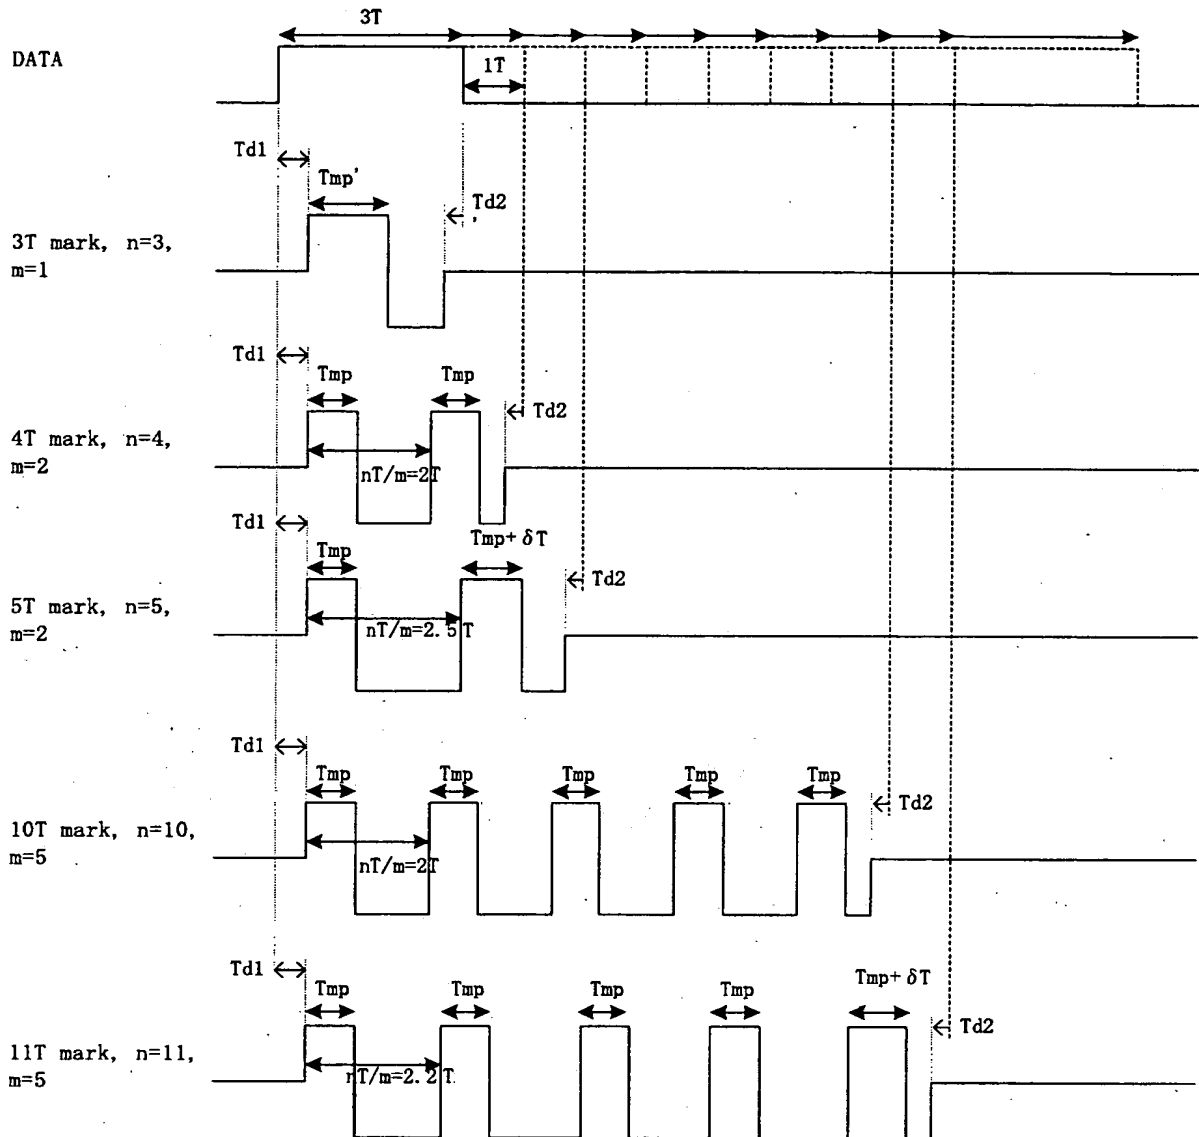 3T
DATA
1T
Td1
Tmp'
Td2
'
3T mark, n=3,
m=1
Td1
Tmp Tmp
Td2
4T mark, n=4,
m=2
nT/m=2T
Td1
Tmp Tmp+δT
Td2
5T mark, n=5,
m=2
nT/m=2.5T
Td1
Tmp Tmp Tmp Tmp Tmp
Td2
10T mark, n=10,
m=5
nT/m=2T
Td1
Tmp Tmp Tmp Tmp Tmp+δT
Td2
11T mark, n=11,
m=5
nT/m=2.2T